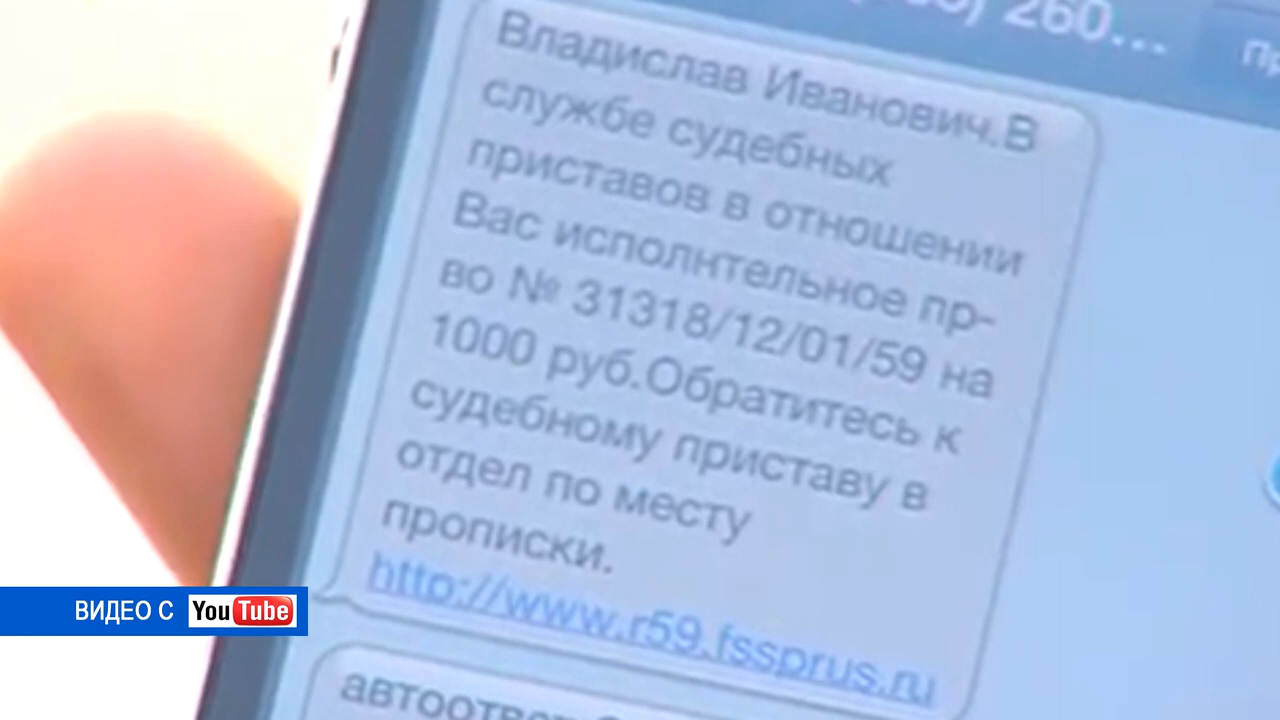 260...
Владислав Иванович.В
службе судебных
приставов в отношении
Вас исполнтельное пр-
во № 31318/12/01/59 на
1000 руб.Обратитесь к
судебному приставу в
отдел по месту
прописки.
http://www.r59.fssprus.ru
ВИДЕО С YouTube